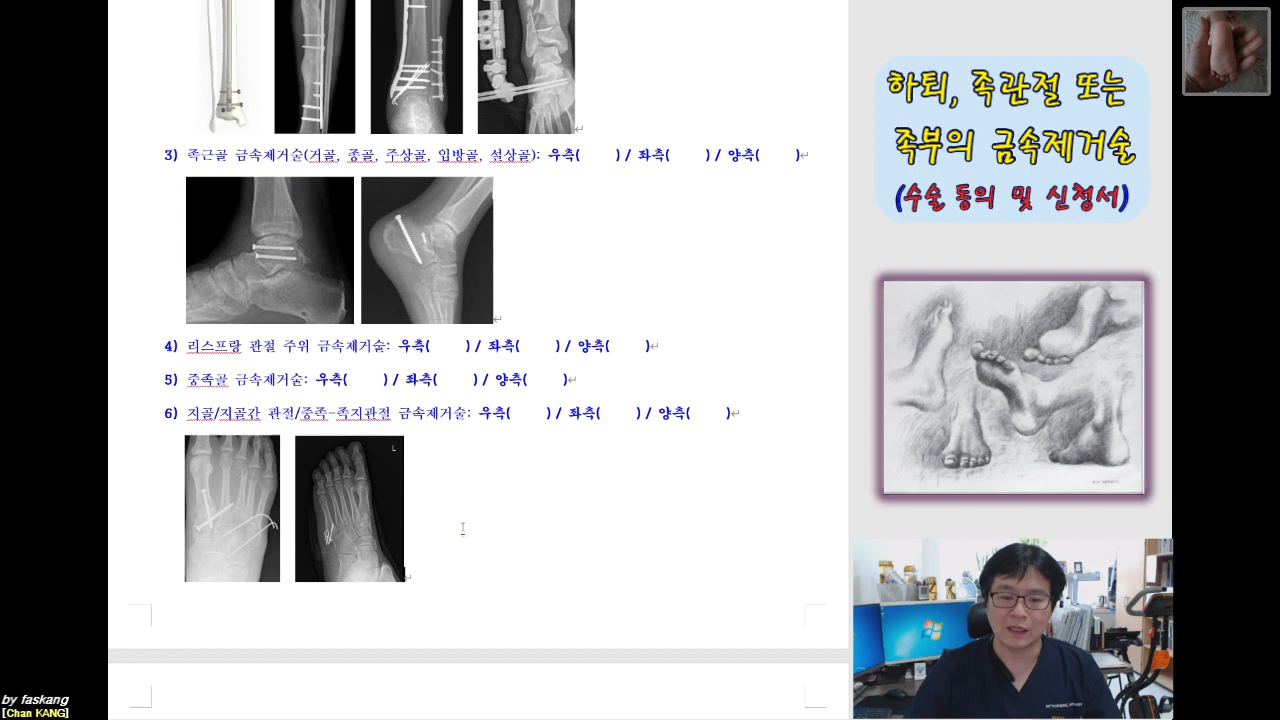 3) 족근골 금속제거술(거골, 종골, 주상골, 입방골, 설상골): 우측( ) / 좌측( ) / 양측( )
4) 리스프랑 관절 주위 금속제거술: 우측( ) / 좌측( ) / 양측( )
5) 중족골 금속제거술: 우측( ) / 좌측( ) / 양측( )
6) 지골/지골간 관절/중족-족지관절 금속제거술: 우측( ) / 좌측( ) / 양측( )
L
하퇴, 족관절 또는
족부의 금속제거술
(수술 동의 및 신청서)
by faskang
[Chan KANG]